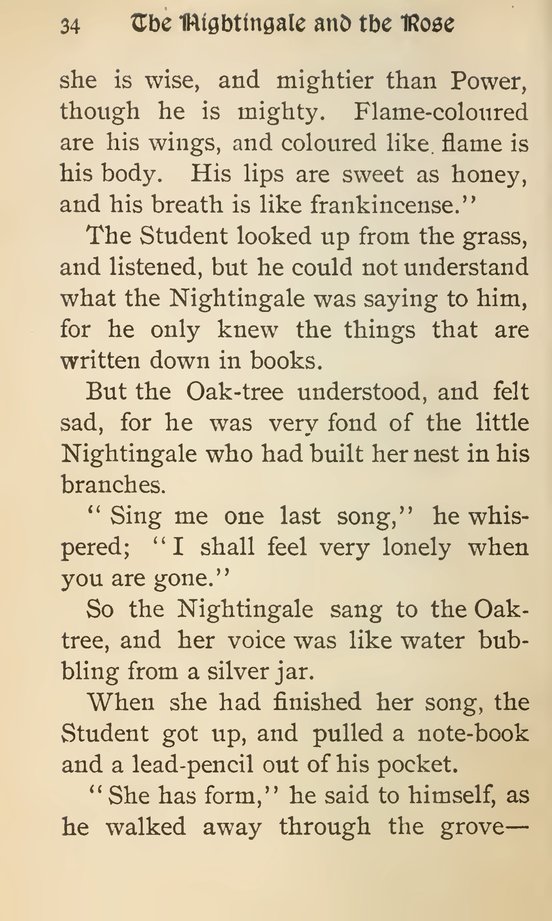 34 The Nightingale and the Rose
she is wise, and mightier than Power,
though he is mighty. Flame-coloured
are his wings, and coloured like. flame is
his body. His lips are sweet as honey,
and his breath is like frankincense."
The Student looked up from the grass,
and listened, but he could not understand
what the Nightingale was saying to him,
for he only knew the things that are
written down in books.
But the Oak-tree understood, and felt
sad, for he was very fond of the little
Nightingale who had built her nest in his
branches.
" Sing me one last song," he whis-
pered; "I shall feel very lonely when
you are gone."
So the Nightingale sang to the Oak-
tree, and her voice was like water bub-
bling from a silver jar.
When she had finished her song, the
Student got up, and pulled a note-book
and a lead-pencil out of his pocket.
"She has form," he said to himself, as
he walked away through the grove—